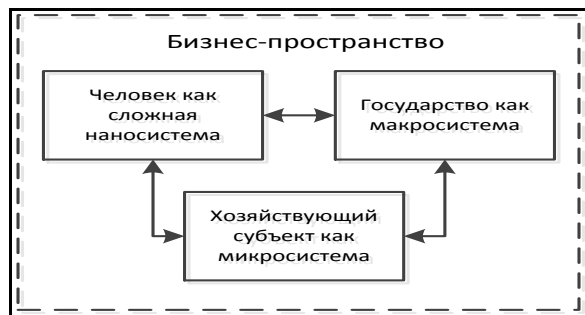 Бизнес-пространство
Человек как
сложная
наносистема
Государство как
макросистема
Хозяйствующий
субъект как
микросистема